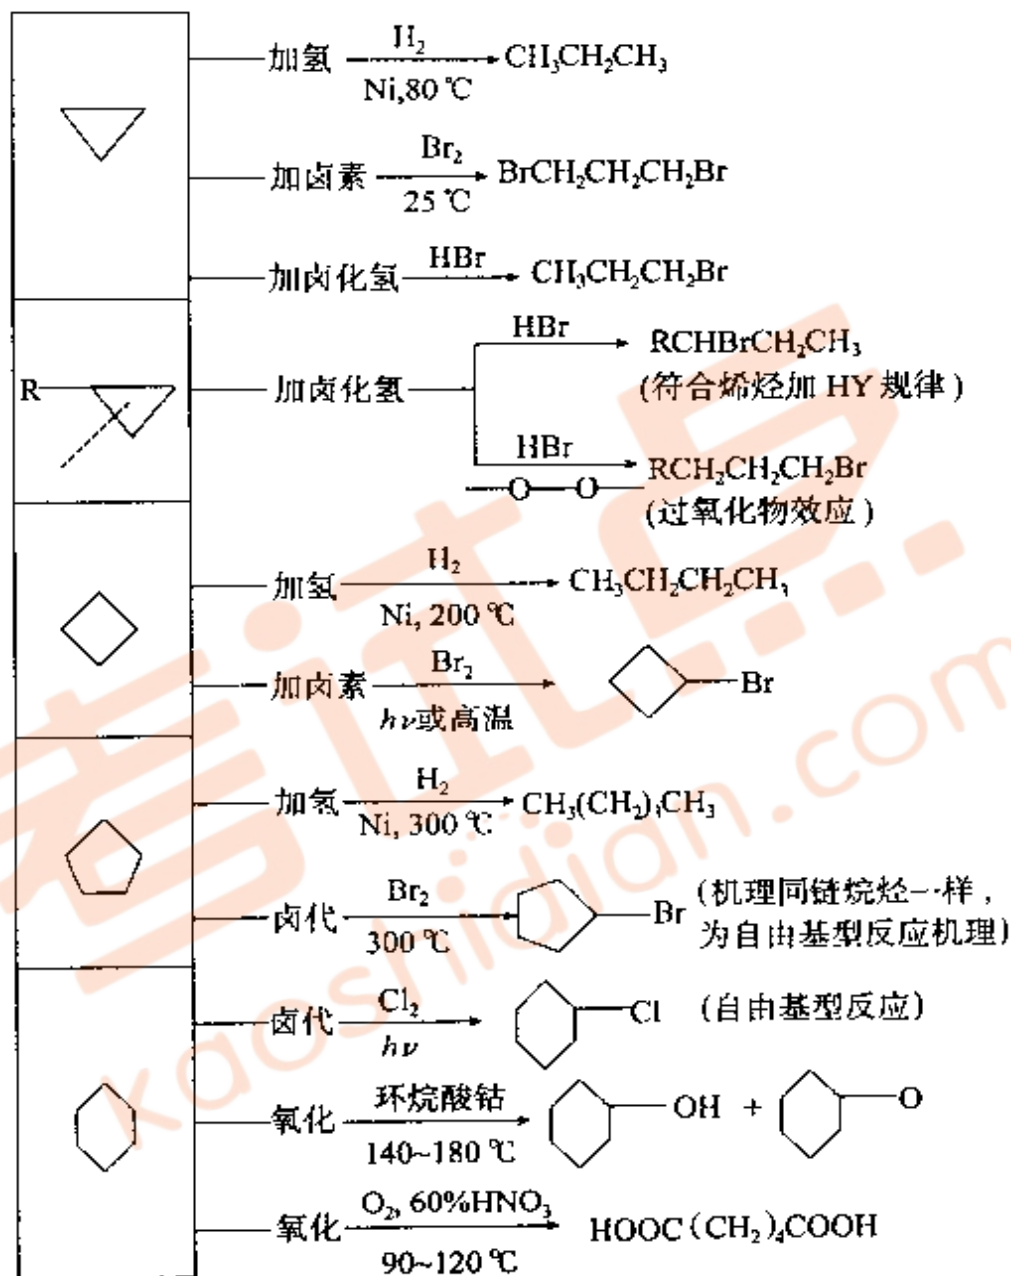 加氢 H₂ Ni,80 ℃ CH₃CH₂CH₃
加卤素 Br₂ 25 ℃ BrCH₂CH₂CH₂Br
加卤化氢 HBr CH₃CH₂CH₂Br
R 加卤化氢
HBr RCHBrCH₂CH₃
(符合烯烃加 HY 规律)
HBr —O—O— RCH₂CH₂CH₂Br
(过氧化物效应)
加氢 H₂ Ni, 200 ℃ CH₃CH₂CH₂CH₃
加卤素 Br₂ hν或高温 Br
加氢 H₂ Ni, 300 ℃ CH₃(CH₂)₃CH₃
卤代 Br₂ 300 ℃ Br (机理同链烷烃一样,
为自由基型反应机理)
卤代 Cl₂ hν Cl (自由基型反应)
氧化 环烷酸钴 140~180 ℃ OH + O
氧化 O₂, 60%HNO₃ 90~120 ℃ HOOC(CH₂)₄COOH
考试点
kaoshidian.com